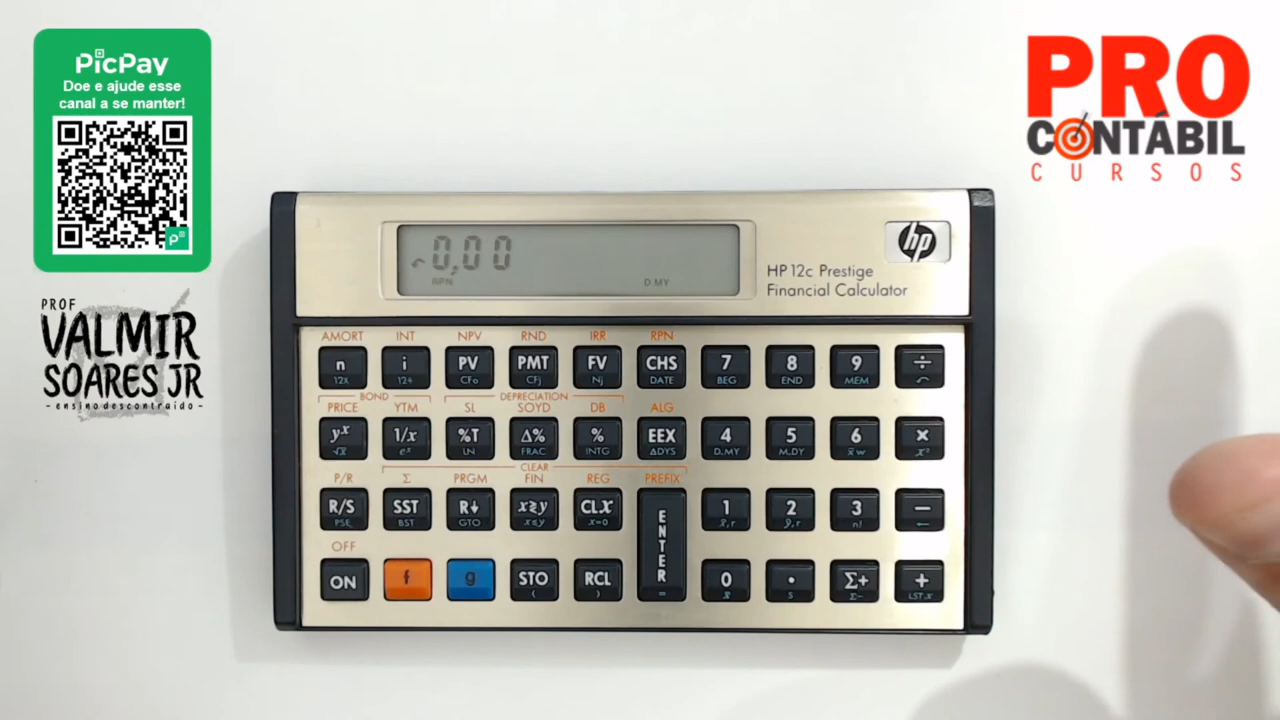 PicPay
Doe e ajude esse
canal a se manter!
PRO
CONTÁBIL
CURSOS
PROF
VALMIR
SOARES JR
-ensino descontraído-
0,00
RPN
D.MY
hp
HP 12c Prestige
Financial Calculator
AMORT INT NPV RND IRR RPN
n i PV PMT FV CHS 7 8 9 ÷
12x 12÷ CFo CFj Nj DATE BEG END MEM ↶
BOND DEPRECIATION
PRICE YTM SL SOYD DB ALG
yx 1/x %T Δ% % EEX 4 5 6 ×
√x ex LN FRAC INTG ΔDYS D.MY M.DY x̄w x²
CLEAR
P/R Σ PRGM FIN REG PREFIX
R/S SST R↓ x≷y CLx ENTER 1 2 3 −
PSE BST GTO x≤y x=0 = x̂,r ŷ,r n! ←
OFF
ON f g STO RCL 0 • Σ+ +
( ) x̄ S Σ− LSTx